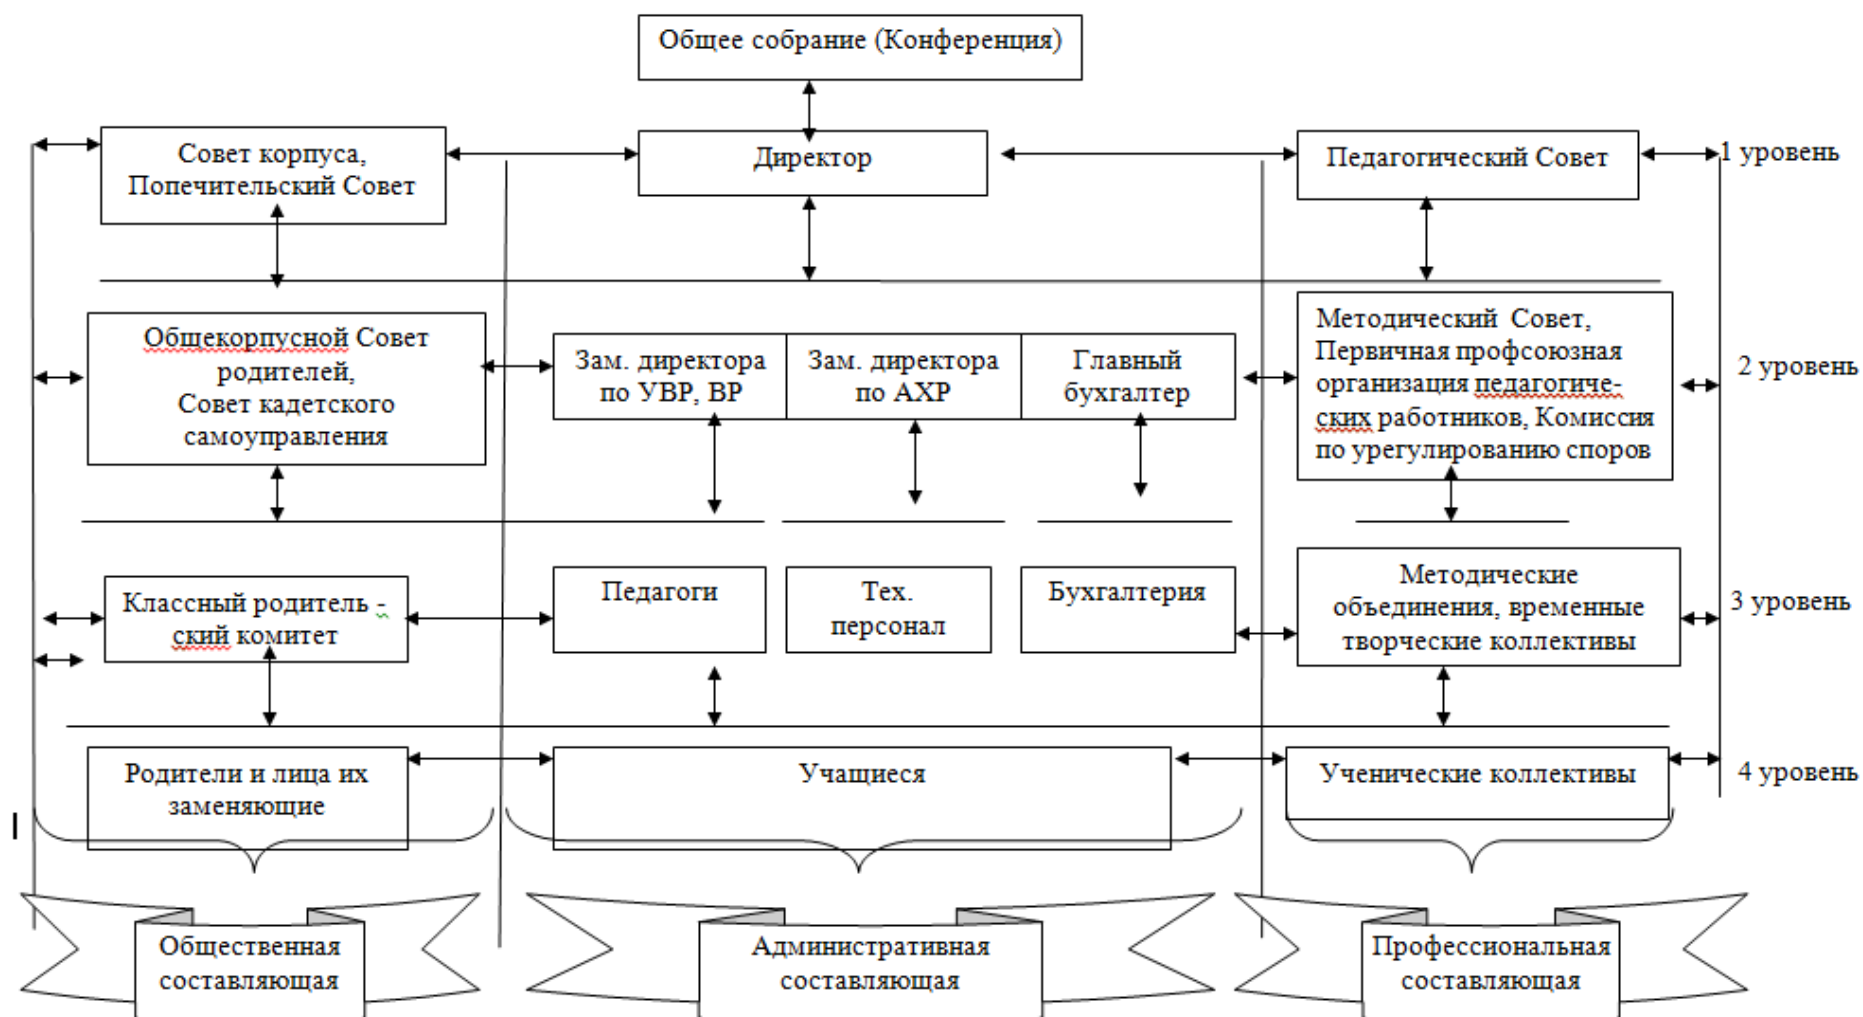 Общее собрание (Конференция)
Совет корпуса,
Попечительский Совет
Директор
Педагогический Совет
1 уровень
Общекорпусной Совет
родителей,
Совет кадетского
самоуправления
Зам. директора
по УВР, ВР
Зам. директора
по АХР
Главный
бухгалтер
Методический Совет,
Первичная профсоюзная
организация педагогиче-
ских работников, Комиссия
по урегулированию споров
2 уровень
Классный родитель -
ский комитет
Педагоги
Тех.
персонал
Бухгалтерия
Методические
объединения, временные
творческие коллективы
3 уровень
Родители и лица их
заменяющие
Учащиеся
Ученические коллективы
4 уровень
Общественная
составляющая
Административная
составляющая
Профессиональная
составляющая